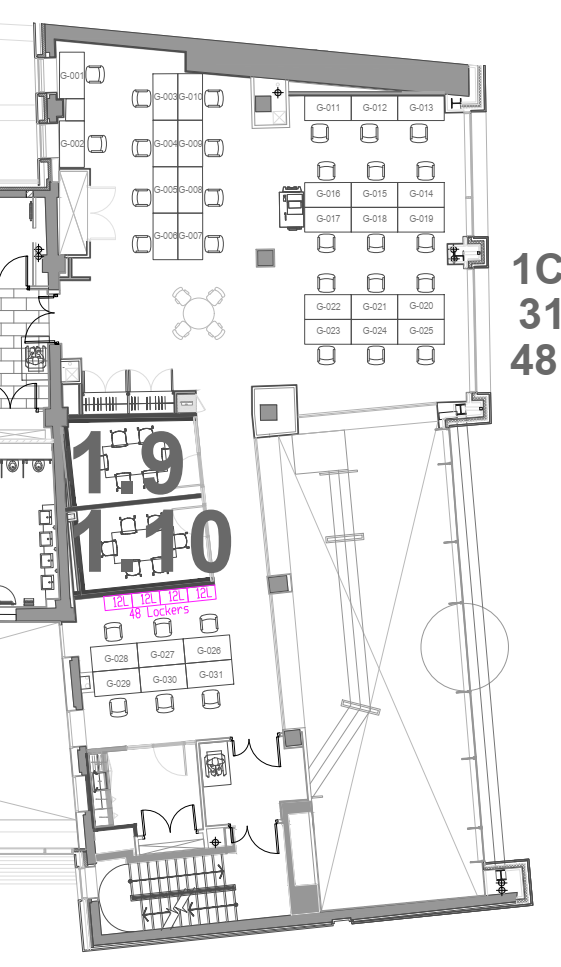 G-001
G-002
G-003 G-010
G-004 G-009
G-005 G-008
G-006 G-007
G-011 G-012 G-013
G-016 G-015 G-014
G-017 G-018 G-019
G-022 G-021 G-020
G-023 G-024 G-025
1C
31
48
1.9
1.10
12L 12L 12L 12L
48 Lockers
G-028 G-027 G-026
G-029 G-030 G-031